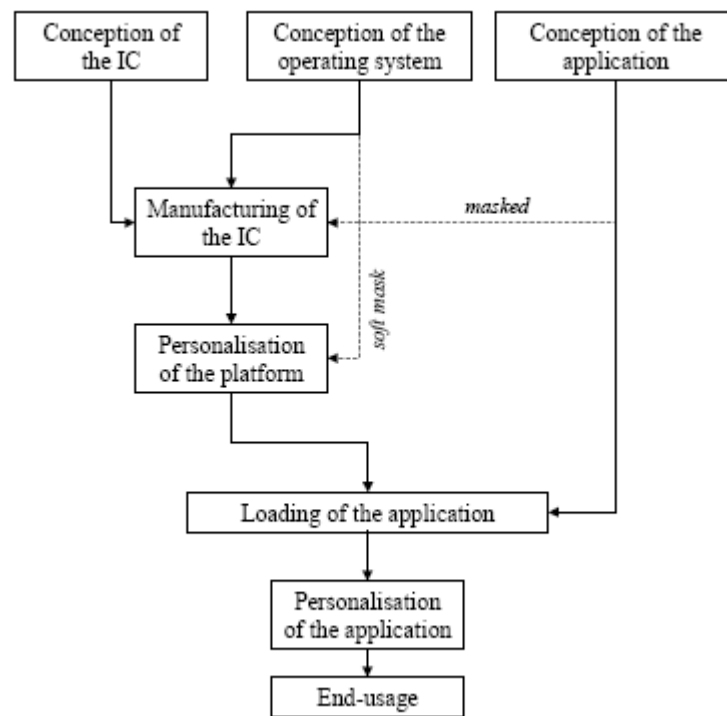 Conception of
the IC
Conception of the
operating system
Conception of the
application
Manufacturing of
the IC
masked
soft mask
Personalisation
of the platform
Loading of the application
Personalisation
of the application
End-usage